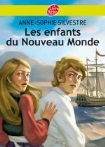 ANNE-SOPHIE SILVESTRE
Les enfants
du Nouveau Monde